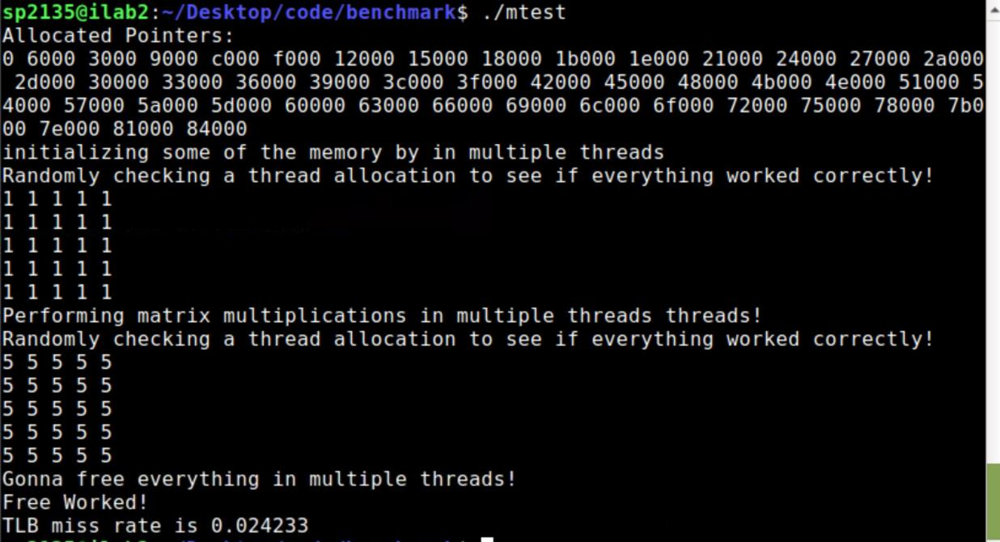 sp2135@ilab2:~/Desktop/code/benchmark$ ./mtest
Allocated Pointers:
0 6000 3000 9000 c000 f000 12000 15000 18000 1b000 1e000 21000 24000 27000 2a000
 2d000 30000 33000 36000 39000 3c000 3f000 42000 45000 48000 4b000 4e000 51000 5
4000 57000 5a000 5d000 60000 63000 66000 69000 6c000 6f000 72000 75000 78000 7b0
00 7e000 81000 84000
initializing some of the memory by in multiple threads
Randomly checking a thread allocation to see if everything worked correctly!
1 1 1 1 1
1 1 1 1 1
1 1 1 1 1
1 1 1 1 1
1 1 1 1 1
Performing matrix multiplications in multiple threads threads!
Randomly checking a thread allocation to see if everything worked correctly!
5 5 5 5 5
5 5 5 5 5
5 5 5 5 5
5 5 5 5 5
5 5 5 5 5
Gonna free everything in multiple threads!
Free Worked!
TLB miss rate is 0.024233